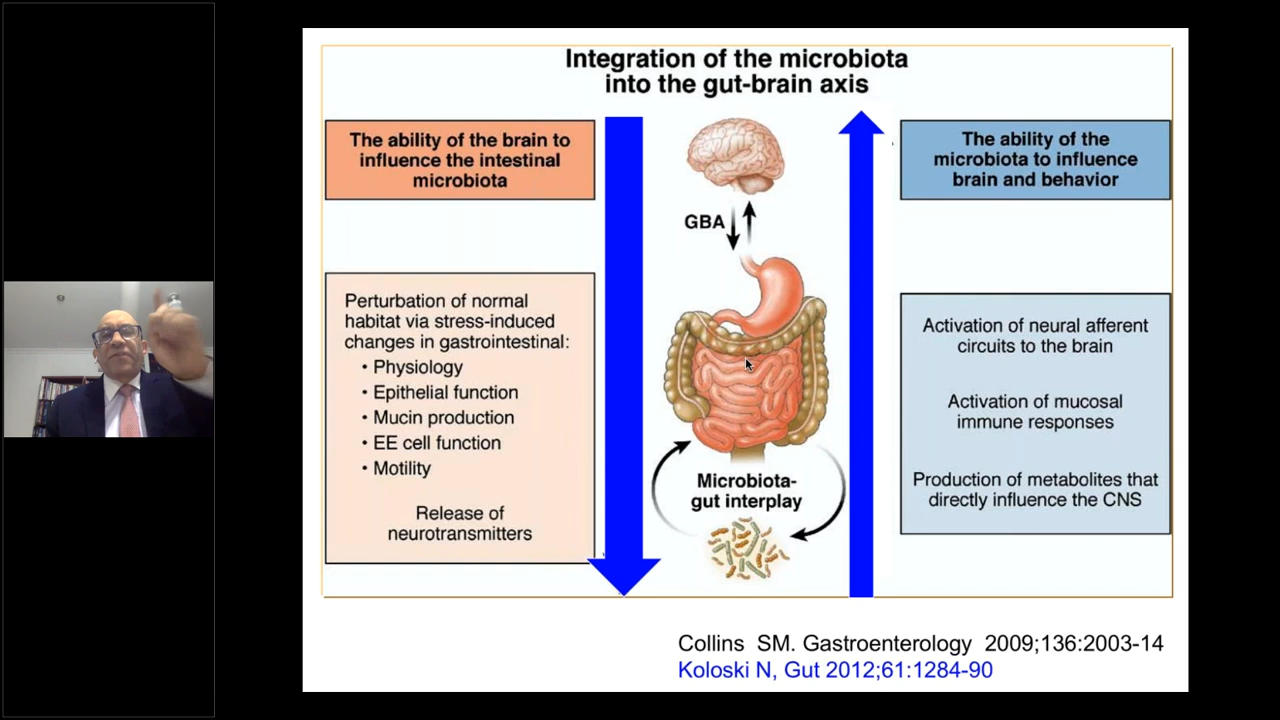 Integration of the microbiota
into the gut-brain axis
The ability of the brain to
influence the intestinal
microbiota
The ability of the
microbiota to influence
brain and behavior
GBA
Perturbation of normal
habitat via stress-induced
changes in gastrointestinal:
• Physiology
• Epithelial function
• Mucin production
• EE cell function
• Motility
Release of
neurotransmitters
Activation of neural afferent
circuits to the brain
Activation of mucosal
immune responses
Production of metabolites that
directly influence the CNS
Microbiota-
gut interplay
Collins SM. Gastroenterology 2009;136:2003-14
Koloski N, Gut 2012;61:1284-90